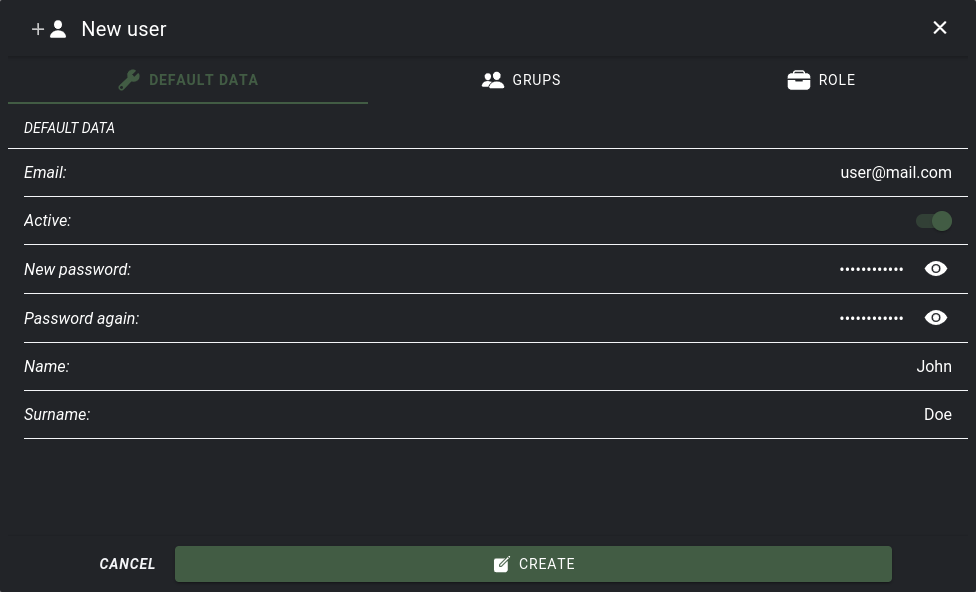 New user
DEFAULT DATA
GRUPS
ROLE
DEFAULT DATA
Email: user@mail.com
Active:
New password: ••••••••••••
Password again: ••••••••••••
Name: John
Surname: Doe
CANCEL
CREATE